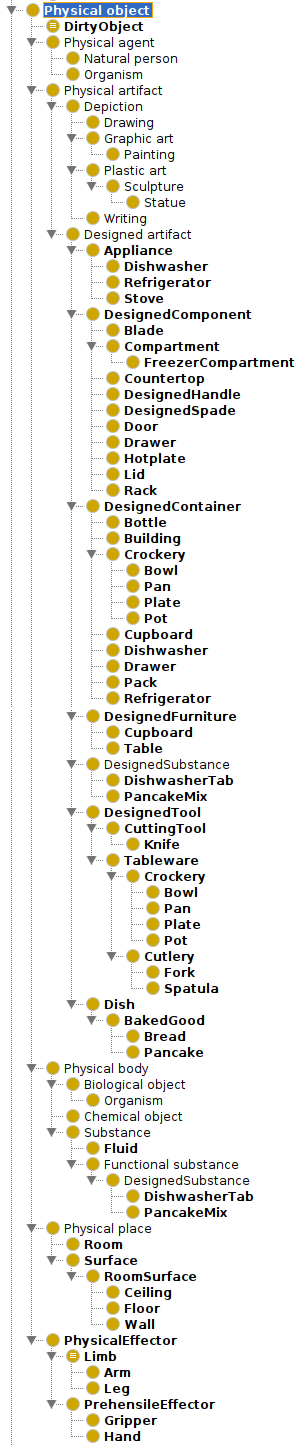 Physical object
DirtyObject
Physical agent
Natural person
Organism
Physical artifact
Depiction
Drawing
Graphic art
Painting
Plastic art
Sculpture
Statue
Writing
Designed artifact
Appliance
Dishwasher
Refrigerator
Stove
DesignedComponent
Blade
Compartment
FreezerCompartment
Countertop
DesignedHandle
DesignedSpade
Door
Drawer
Hotplate
Lid
Rack
DesignedContainer
Bottle
Building
Crockery
Bowl
Pan
Plate
Pot
Cupboard
Dishwasher
Drawer
Pack
Refrigerator
DesignedFurniture
Cupboard
Table
DesignedSubstance
DishwasherTab
PancakeMix
DesignedTool
CuttingTool
Knife
Tableware
Crockery
Bowl
Pan
Plate
Pot
Cutlery
Fork
Spatula
Dish
BakedGood
Bread
Pancake
Physical body
Biological object
Organism
Chemical object
Substance
Fluid
Functional substance
DesignedSubstance
DishwasherTab
PancakeMix
Physical place
Room
Surface
RoomSurface
Ceiling
Floor
Wall
PhysicalEffector
Limb
Arm
Leg
PrehensileEffector
Gripper
Hand